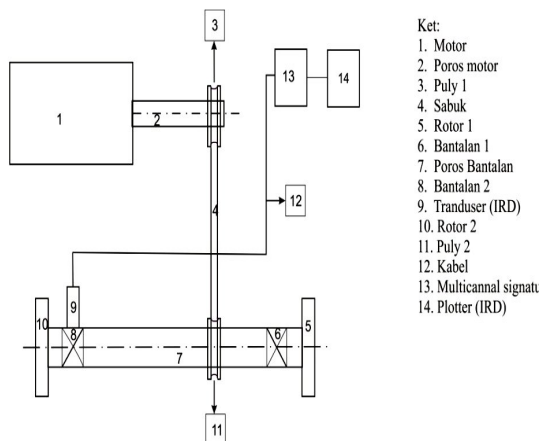 3
13
14
1
2
4
12
9
10
8
7
6
5
11
Ket:
1. Motor
2. Poros motor
3. Puly 1
4. Sabuk
5. Rotor 1
6. Bantalan 1
7. Poros Bantalan
8. Bantalan 2
9. Tranduser (IRD)
10. Rotor 2
11. Puly 2
12. Kabel
13. Multicannal signatu
14. Plotter (IRD)